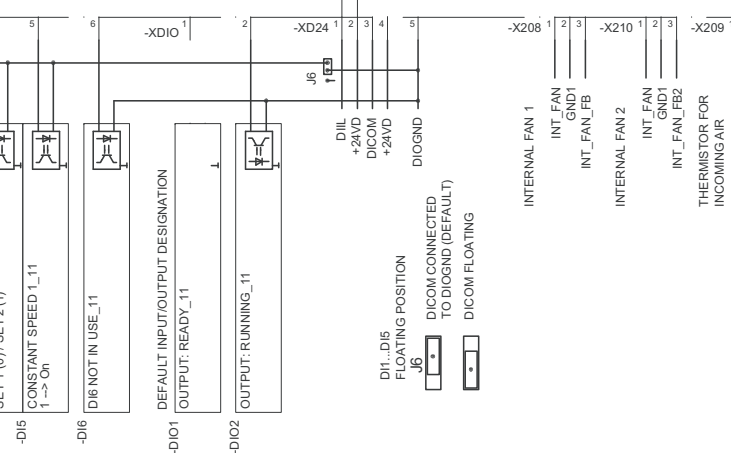 5
6
-XDIO
1
2
-XD24
1
2
3
4
5
-X208
1
2
3
-X210
1
2
3
-X209
1
J6
DIIL
+24VD
DICOM
+24VD
DIOGND
INTERNAL FAN 1
INT_FAN
GND1
INT_FAN_FB
INTERNAL FAN 2
INT_FAN
GND1
INT_FAN_FB2
THERMISTOR FOR
INCOMING AIR
CONSTANT SPEED 1_11
1 --> On
DI6 NOT IN USE_11
DEFAULT INPUT/OUTPUT DESIGNATION
OUTPUT: READY_11
OUTPUT: RUNNING_11
DI1...DI5
FLOATING POSITION
J6
DICOM CONNECTED
TO DIOGND (DEFAULT)
DICOM FLOATING
-DI5
-DI6
-DIO1
-DIO2